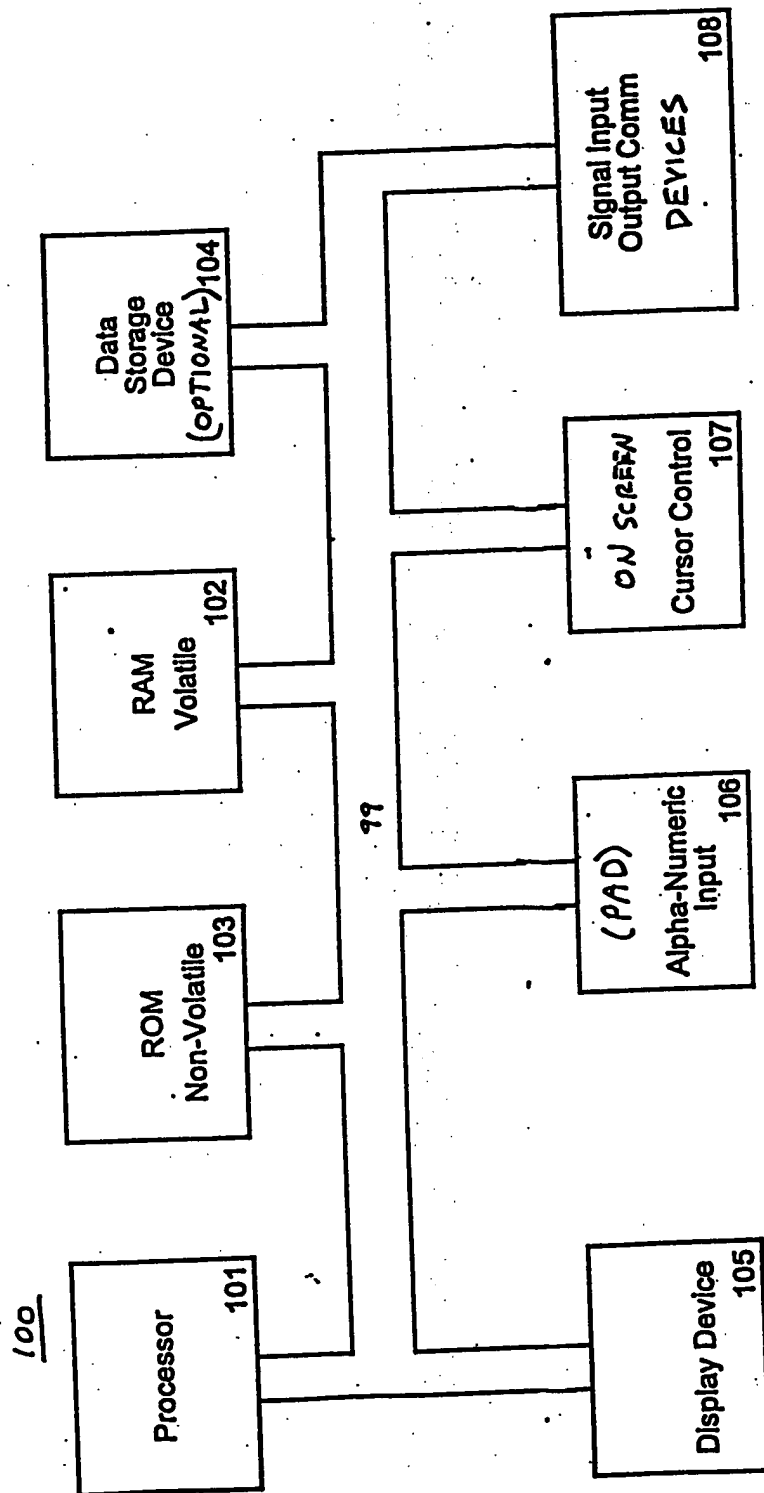 100
Processor
101
ROM
Non-Volatile
103
RAM
Volatile
102
Data
Storage
Device
(OPTIONAL)
104
99
Display Device
105
(PAD)
Alpha-Numeric
Input
106
ON SCREEN
Cursor Control
107
Signal Input
Output Comm
DEVICES
108